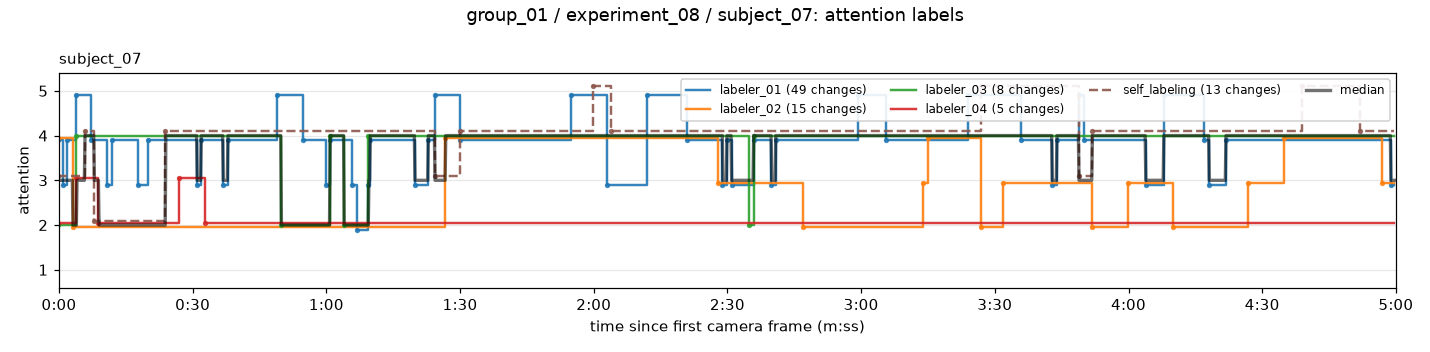 group_01 / experiment_08 / subject_07: attention labels
subject_07
labeler_01 (49 changes)
labeler_02 (15 changes)
labeler_03 (8 changes)
labeler_04 (5 changes)
self_labeling (13 changes)
median
attention
5
4
3
2
1
0:00 0:30 1:00 1:30 2:00 2:30 3:00 3:30 4:00 4:30 5:00
time since first camera frame (m:ss)